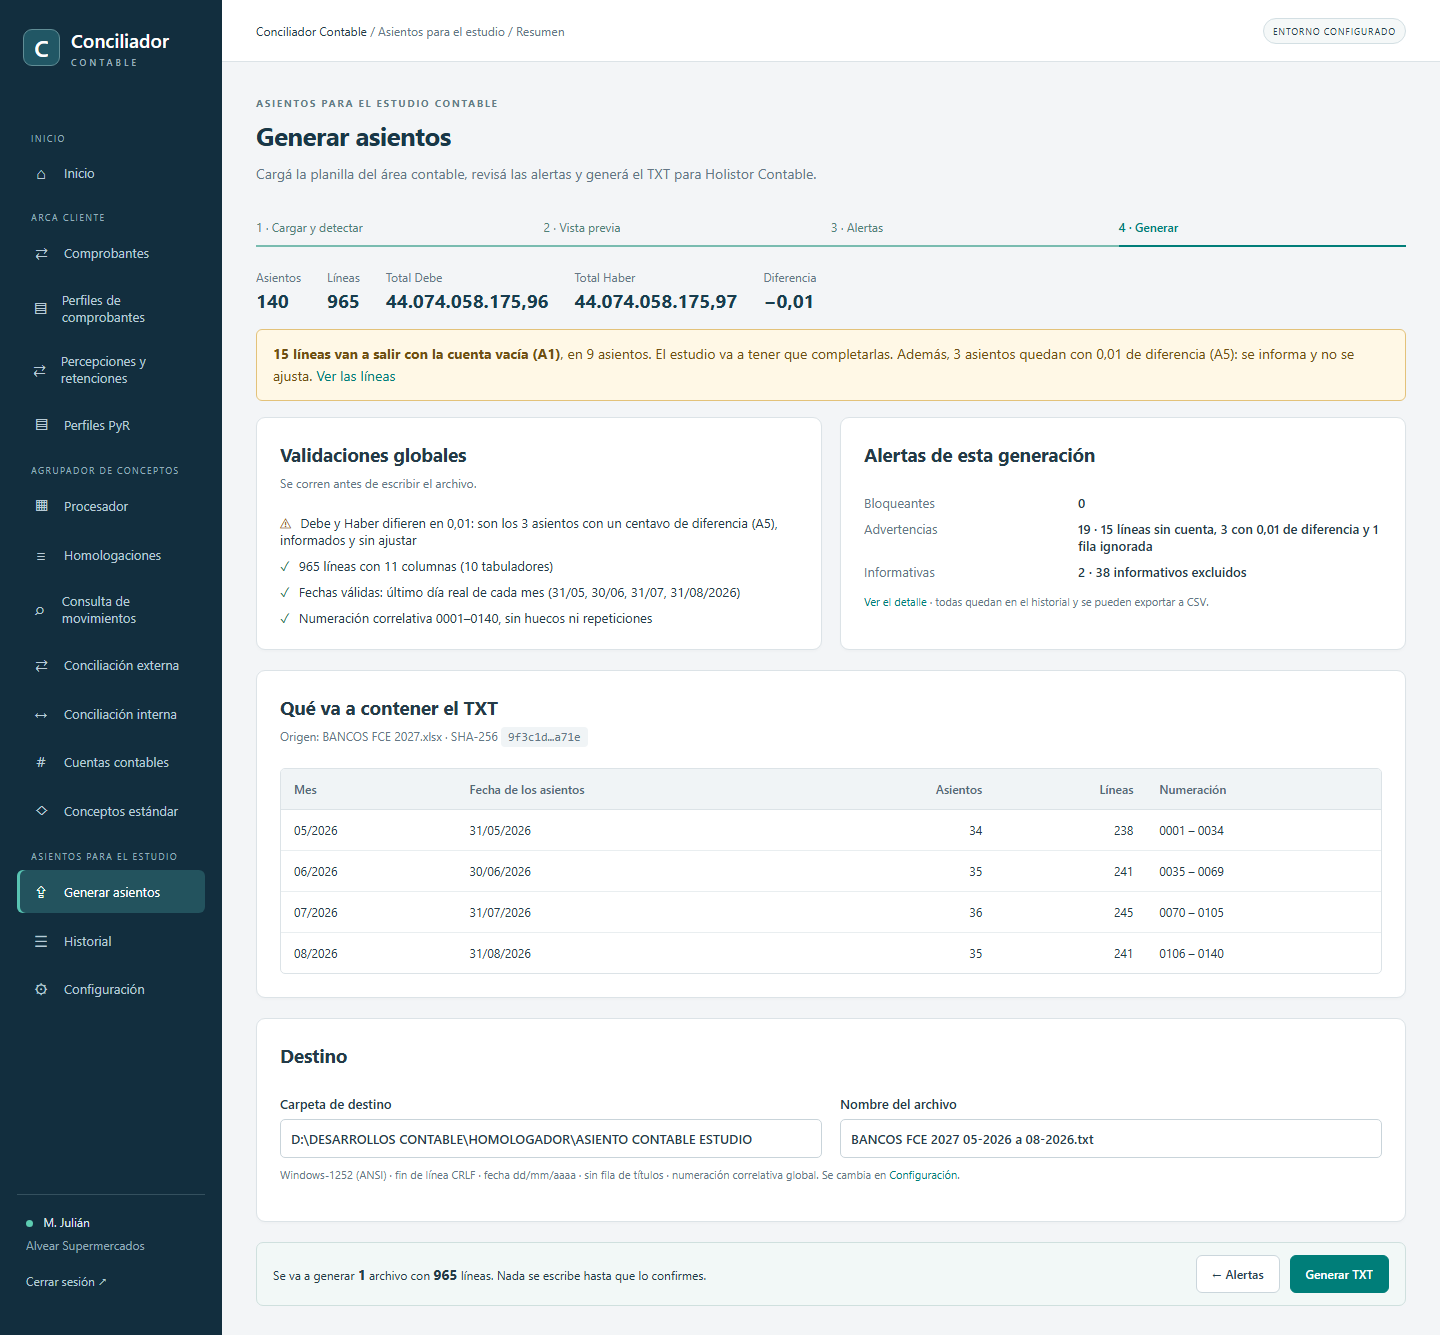 C
Conciliador
CONTABLE
INICIO
Inicio
ARCA CLIENTE
Comprobantes
Perfiles de
comprobantes
Percepciones y
retenciones
Perfiles PyR
AGRUPADOR DE CONCEPTOS
Procesador
Homologaciones
Consulta de
movimientos
Conciliación externa
Conciliación interna
# Cuentas contables
Conceptos estándar
ASIENTOS PARA EL ESTUDIO
Generar asientos
Historial
Configuración
M. Julián
Alvear Supermercados
Cerrar sesión ↗
Conciliador Contable / Asientos para el estudio / Resumen
ENTORNO CONFIGURADO
ASIENTOS PARA EL ESTUDIO CONTABLE
Generar asientos
Cargá la planilla del área contable, revisá las alertas y generá el TXT para Holistor Contable.
1 · Cargar y detectar
2 · Vista previa
3 · Alertas
4 · Generar
Asientos
140
Líneas
965
Total Debe
44.074.058.175,96
Total Haber
44.074.058.175,97
Diferencia
−0,01
15 líneas van a salir con la cuenta vacía (A1), en 9 asientos. El estudio va a tener que completarlas. Además, 3 asientos quedan con 0,01 de diferencia (A5): se informa y no se
ajusta. Ver las líneas
Validaciones globales
Se corren antes de escribir el archivo.
⚠ Debe y Haber difieren en 0,01: son los 3 asientos con un centavo de diferencia (A5),
informados y sin ajustar
✓ 965 líneas con 11 columnas (10 tabuladores)
✓ Fechas válidas: último día real de cada mes (31/05, 30/06, 31/07, 31/08/2026)
✓ Numeración correlativa 0001–0140, sin huecos ni repeticiones
Alertas de esta generación
Bloqueantes 0
Advertencias 19 · 15 líneas sin cuenta, 3 con 0,01 de diferencia y 1
fila ignorada
Informativas 2 · 38 informativos excluidos
Ver el detalle · todas quedan en el historial y se pueden exportar a CSV.
Qué va a contener el TXT
Origen: BANCOS FCE 2027.xlsx · SHA-256 9f3c1d…a71e
Mes Fecha de los asientos Asientos Líneas Numeración
05/2026 31/05/2026 34 238 0001 – 0034
06/2026 30/06/2026 35 241 0035 – 0069
07/2026 31/07/2026 36 245 0070 – 0105
08/2026 31/08/2026 35 241 0106 – 0140
Destino
Carpeta de destino
D:\DESARROLLOS CONTABLE\HOMOLOGADOR\ASIENTO CONTABLE ESTUDIO
Nombre del archivo
BANCOS FCE 2027 05-2026 a 08-2026.txt
Windows-1252 (ANSI) · fin de línea CRLF · fecha dd/mm/aaaa · sin fila de títulos · numeración correlativa global. Se cambia en Configuración.
Se va a generar 1 archivo con 965 líneas. Nada se escribe hasta que lo confirmes.
← Alertas
Generar TXT